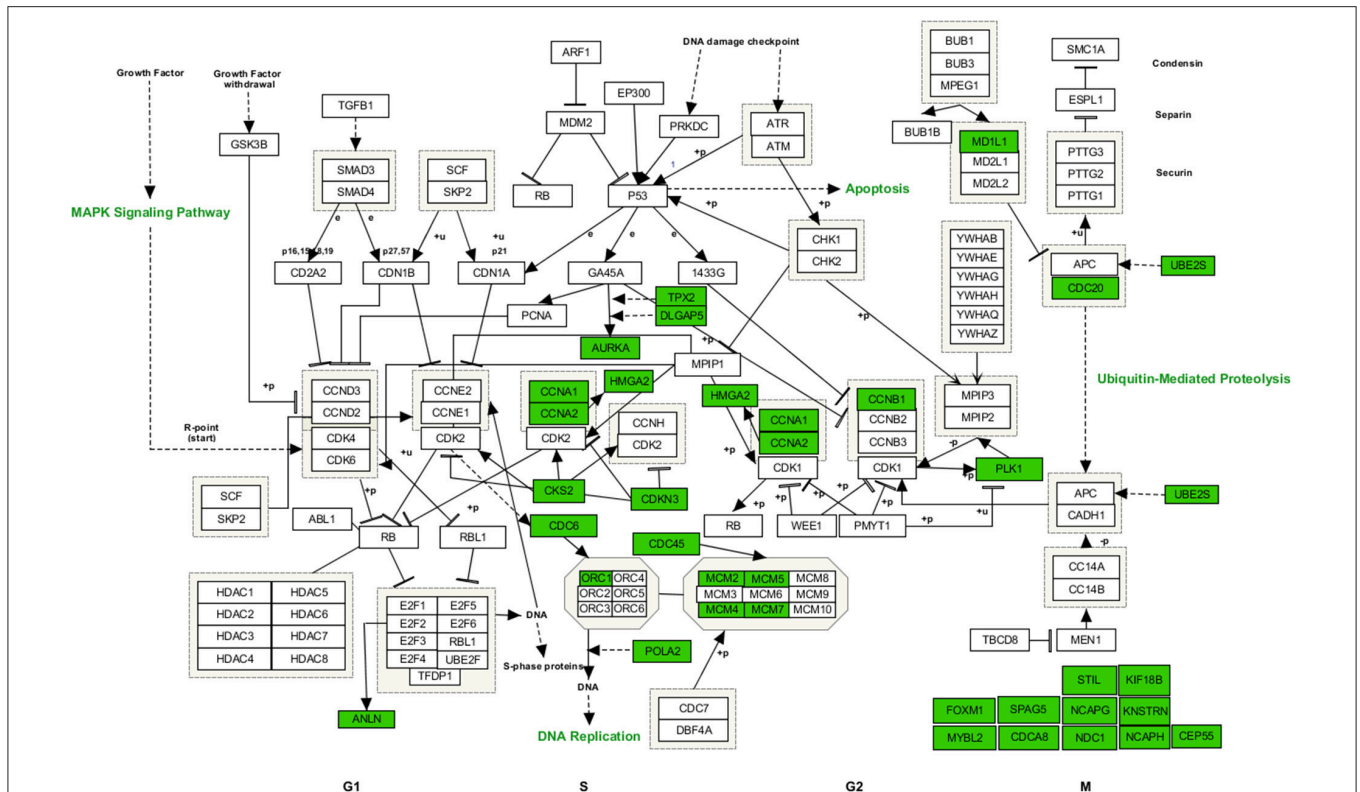 Growth Factor
Growth Factor
withdrawal
TGFB1
GSK3B
SMAD3
SMAD4
SCF
SKP2
MAPK Signaling Pathway
ARF1
MDM2
RB
EP300
DNA damage checkpoint
PRKDC
ATR
ATM
+p
1
P53
Apoptosis
BUB1
BUB3
MPEG1
BUB1B
MD1L1
MD2L1
MD2L2
SMC1A
Condensin
ESPL1
Separin
PTTG3
PTTG2
PTTG1
Securin
+u
APC
CDC20
UBE2S
e
e
+u
+u
p27,57
p21
CD2A2
CDN1B
CDN1A
e
e
e
GA45A
1433G
+p
+p
CHK1
CHK2
YWHAB
YWHAE
YWHAG
YWHAH
YWHAQ
YWHAZ
PCNA
TPX2
DLGAP5
AURKA
+p
MPIP1
+p
Ubiquitin-Mediated Proteolysis
+p
R-point
(start)
CCND3
CCND2
CDK4
CDK6
CCNE2
CCNE1
CDK2
CCNA1
CCNA2
CDK2
HMGA2
CCNH
CDK2
HMGA2
CCNA1
CCNA2
CDK1
CCNB1
CCNB2
CCNB3
CDK1
MPIP3
MPIP2
-p
PLK1
+p
+u
+p
+p
SCF
SKP2
ABL1
RB
RBL1
+p
CKS2
CDKN3
CDC6
CDC45
RB
WEE1
PMYT1
+p
+p
+p
+p
+u
APC
CADH1
UBE2S
-p
CC14A
CC14B
TBCD8
MEN1
HDAC1
HDAC5
HDAC2
HDAC6
HDAC3
HDAC7
HDAC4
HDAC8
E2F1
E2F5
E2F2
E2F6
E2F3
RBL1
E2F4
UBE2F
TFDP1
DNA
S-phase proteins
ORC1
ORC4
ORC2
ORC5
ORC3
ORC6
MCM2
MCM5
MCM8
MCM3
MCM6
MCM9
MCM4
MCM7
MCM10
POLA2
+p
DNA
CDC7
DBF4A
ANLN
DNA Replication
STIL
KIF18B
FOXM1
SPAG5
NCAPG
KNSTRN
MYBL2
CDCA8
NDC1
NCAPH
CEP55
G1
S
G2
M